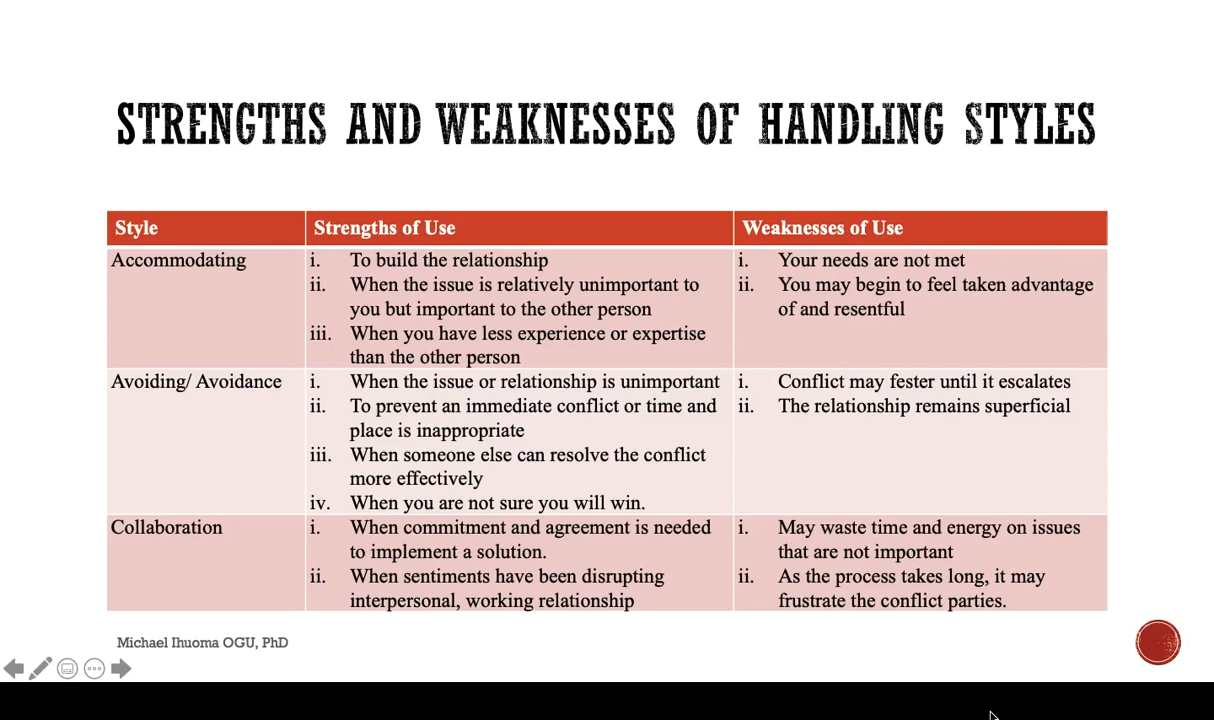 STRENGTHS AND WEAKNESSES OF HANDLING STYLES
Style
Strengths of Use
Weaknesses of Use
Accommodating
i. To build the relationship
ii. When the issue is relatively unimportant to
you but important to the other person
iii. When you have less experience or expertise
than the other person
i. Your needs are not met
ii. You may begin to feel taken advantage
of and resentful
Avoiding/ Avoidance
i. When the issue or relationship is unimportant
ii. To prevent an immediate conflict or time and
place is inappropriate
iii. When someone else can resolve the conflict
more effectively
iv. When you are not sure you will win.
i. Conflict may fester until it escalates
ii. The relationship remains superficial
Collaboration
i. When commitment and agreement is needed
to implement a solution.
ii. When sentiments have been disrupting
interpersonal, working relationship
i. May waste time and energy on issues
that are not important
ii. As the process takes long, it may
frustrate the conflict parties.
Michael Ihuoma OGU, PhD